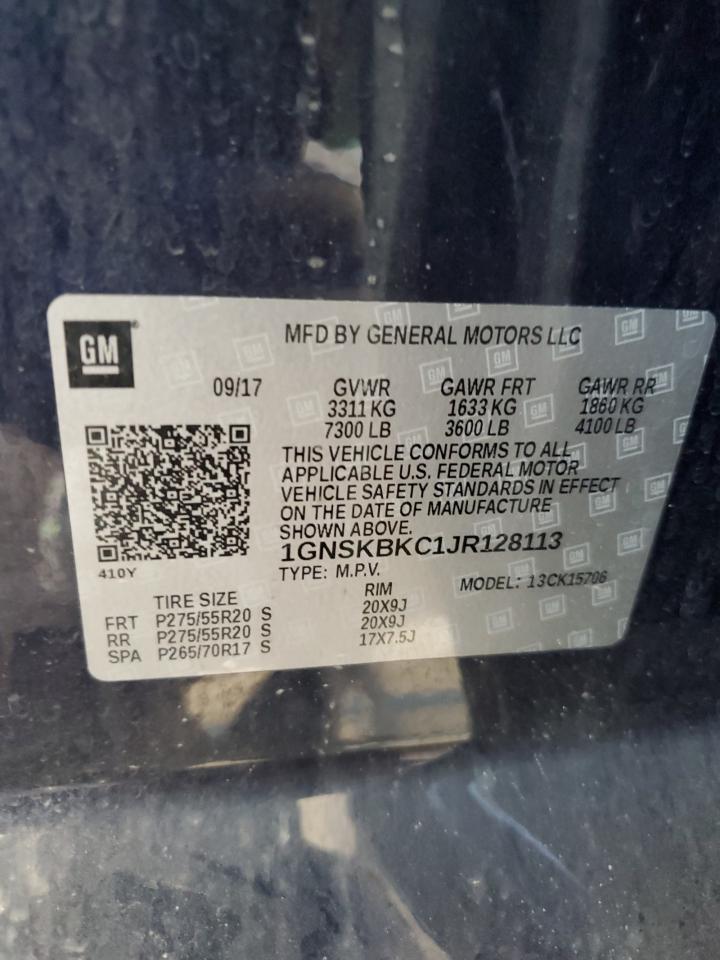 GM
MFD BY GENERAL MOTORS LLC
09/17 GVWR GAWR FRT GAWR RR
3311 KG 1633 KG 1860 KG
7300 LB 3600 LB 4100 LB
THIS VEHICLE CONFORMS TO ALL
APPLICABLE U.S. FEDERAL MOTOR
VEHICLE SAFETY STANDARDS IN EFFECT
ON THE DATE OF MANUFACTURE
SHOWN ABOVE.
1GNSKBKC1JR128113
410Y
TYPE: M.P.V. MODEL: 13CK15706
TIRE SIZE RIM
FRT P275/55R20 S 20X9J
RR P275/55R20 S 20X9J
SPA P265/70R17 S 17X7.5J